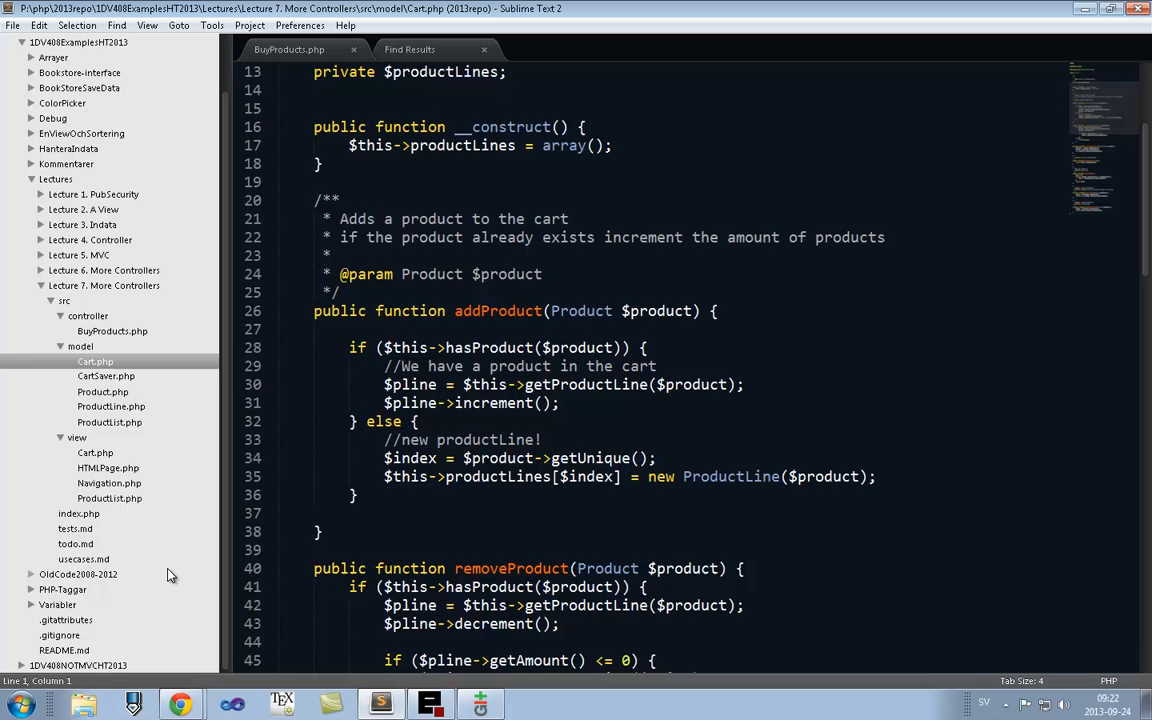 P:\php\2013repo\1DV408ExamplesHT2013\Lectures\Lecture 7. More Controllers\src\model\Cart.php (2013repo) - Sublime Text 2
File Edit Selection Find View Goto Tools Project Preferences Help
1DV408ExamplesHT2013
Arrayer
Bookstore-interface
BookStoreSaveData
ColorPicker
Debug
EnViewOchSortering
HanteraIndata
Kommentarer
Lectures
Lecture 1. PubSecurity
Lecture 2. A View
Lecture 3. Indata
Lecture 4. Controller
Lecture 5. MVC
Lecture 6. More Controllers
Lecture 7. More Controllers
src
controller
BuyProducts.php
model
Cart.php
CartSaver.php
Product.php
ProductLine.php
ProductList.php
view
Cart.php
HTMLPage.php
Navigation.php
ProductList.php
index.php
tests.md
todo.md
usecases.md
OldCode2008-2012
PHP-Taggar
Variabler
.gitattributes
.gitignore
README.md
1DV408NOTMVCHT2013
BuyProducts.php Find Results
13 private $productLines;
14
15
16 public function __construct() {
17 $this->productLines = array();
18 }
19
20 /**
21 * Adds a product to the cart
22 * if the product already exists increment the amount of products
23 *
24 * @param Product $product
25 */
26 public function addProduct(Product $product) {
27
28 if ($this->hasProduct($product)) {
29 //We have a product in the cart
30 $pline = $this->getProductLine($product);
31 $pline->increment();
32 } else {
33 //new productLine!
34 $index = $product->getUnique();
35 $this->productLines[$index] = new ProductLine($product);
36 }
37
38 }
39
40 public function removeProduct(Product $product) {
41 if ($this->hasProduct($product)) {
42 $pline = $this->getProductLine($product);
43 $pline->decrement();
44
45 if ($pline->getAmount() <= 0) {
Line 1, Column 1 Tab Size: 4 PHP
SV 09:22
2013-09-24